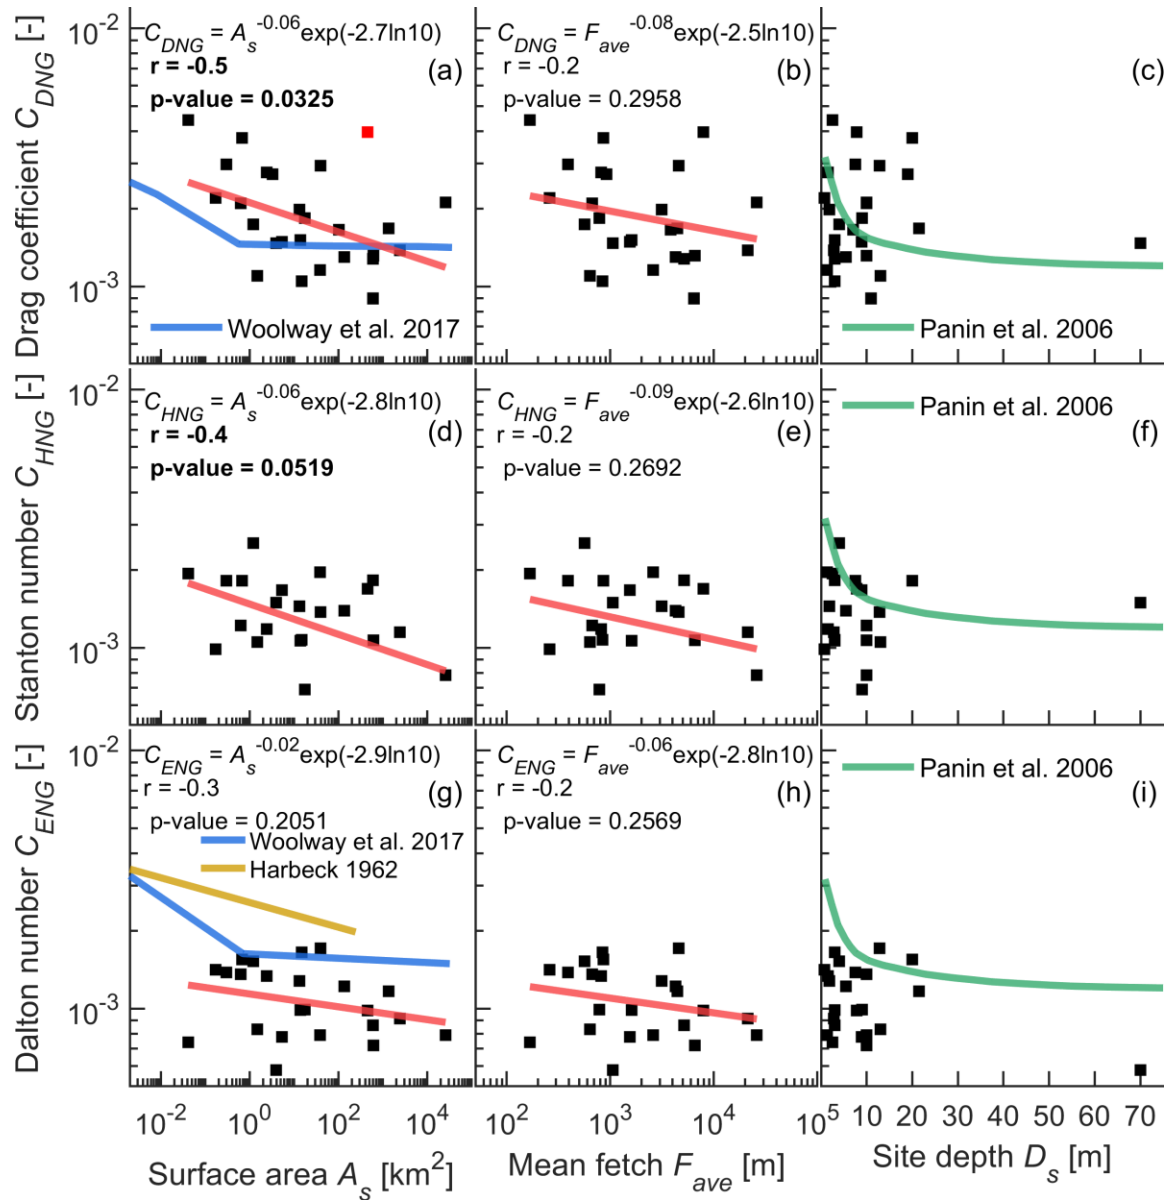 C_DNG = A_s^-0.06 exp(-2.7ln10)
r = -0.5
p-value = 0.0325
(a)
Woolway et al. 2017
C_DNG = F_ave^-0.08 exp(-2.5ln10)
r = -0.2
p-value = 0.2958
(b)
(c)
Panin et al. 2006
10^-2
10^-3
Drag coefficient C_DNG [-]
C_HNG = A_s^-0.06 exp(-2.8ln10)
r = -0.4
p-value = 0.0519
(d)
C_HNG = F_ave^-0.09 exp(-2.6ln10)
r = -0.2
p-value = 0.2692
(e)
Panin et al. 2006
(f)
10^-2
10^-3
Stanton number C_HNG [-]
C_ENG = A_s^-0.02 exp(-2.9ln10)
r = -0.3
p-value = 0.2051
(g)
Woolway et al. 2017
Harbeck 1962
C_ENG = F_ave^-0.06 exp(-2.8ln10)
r = -0.2
p-value = 0.2569
(h)
Panin et al. 2006
(i)
10^-2
10^-3
Dalton number C_ENG [-]
10^-2 10^0 10^2 10^4
Surface area A_s [km^2]
10^2 10^3 10^4 10^5
Mean fetch F_ave [m]
10 20 30 40 50 60 70
Site depth D_s [m]